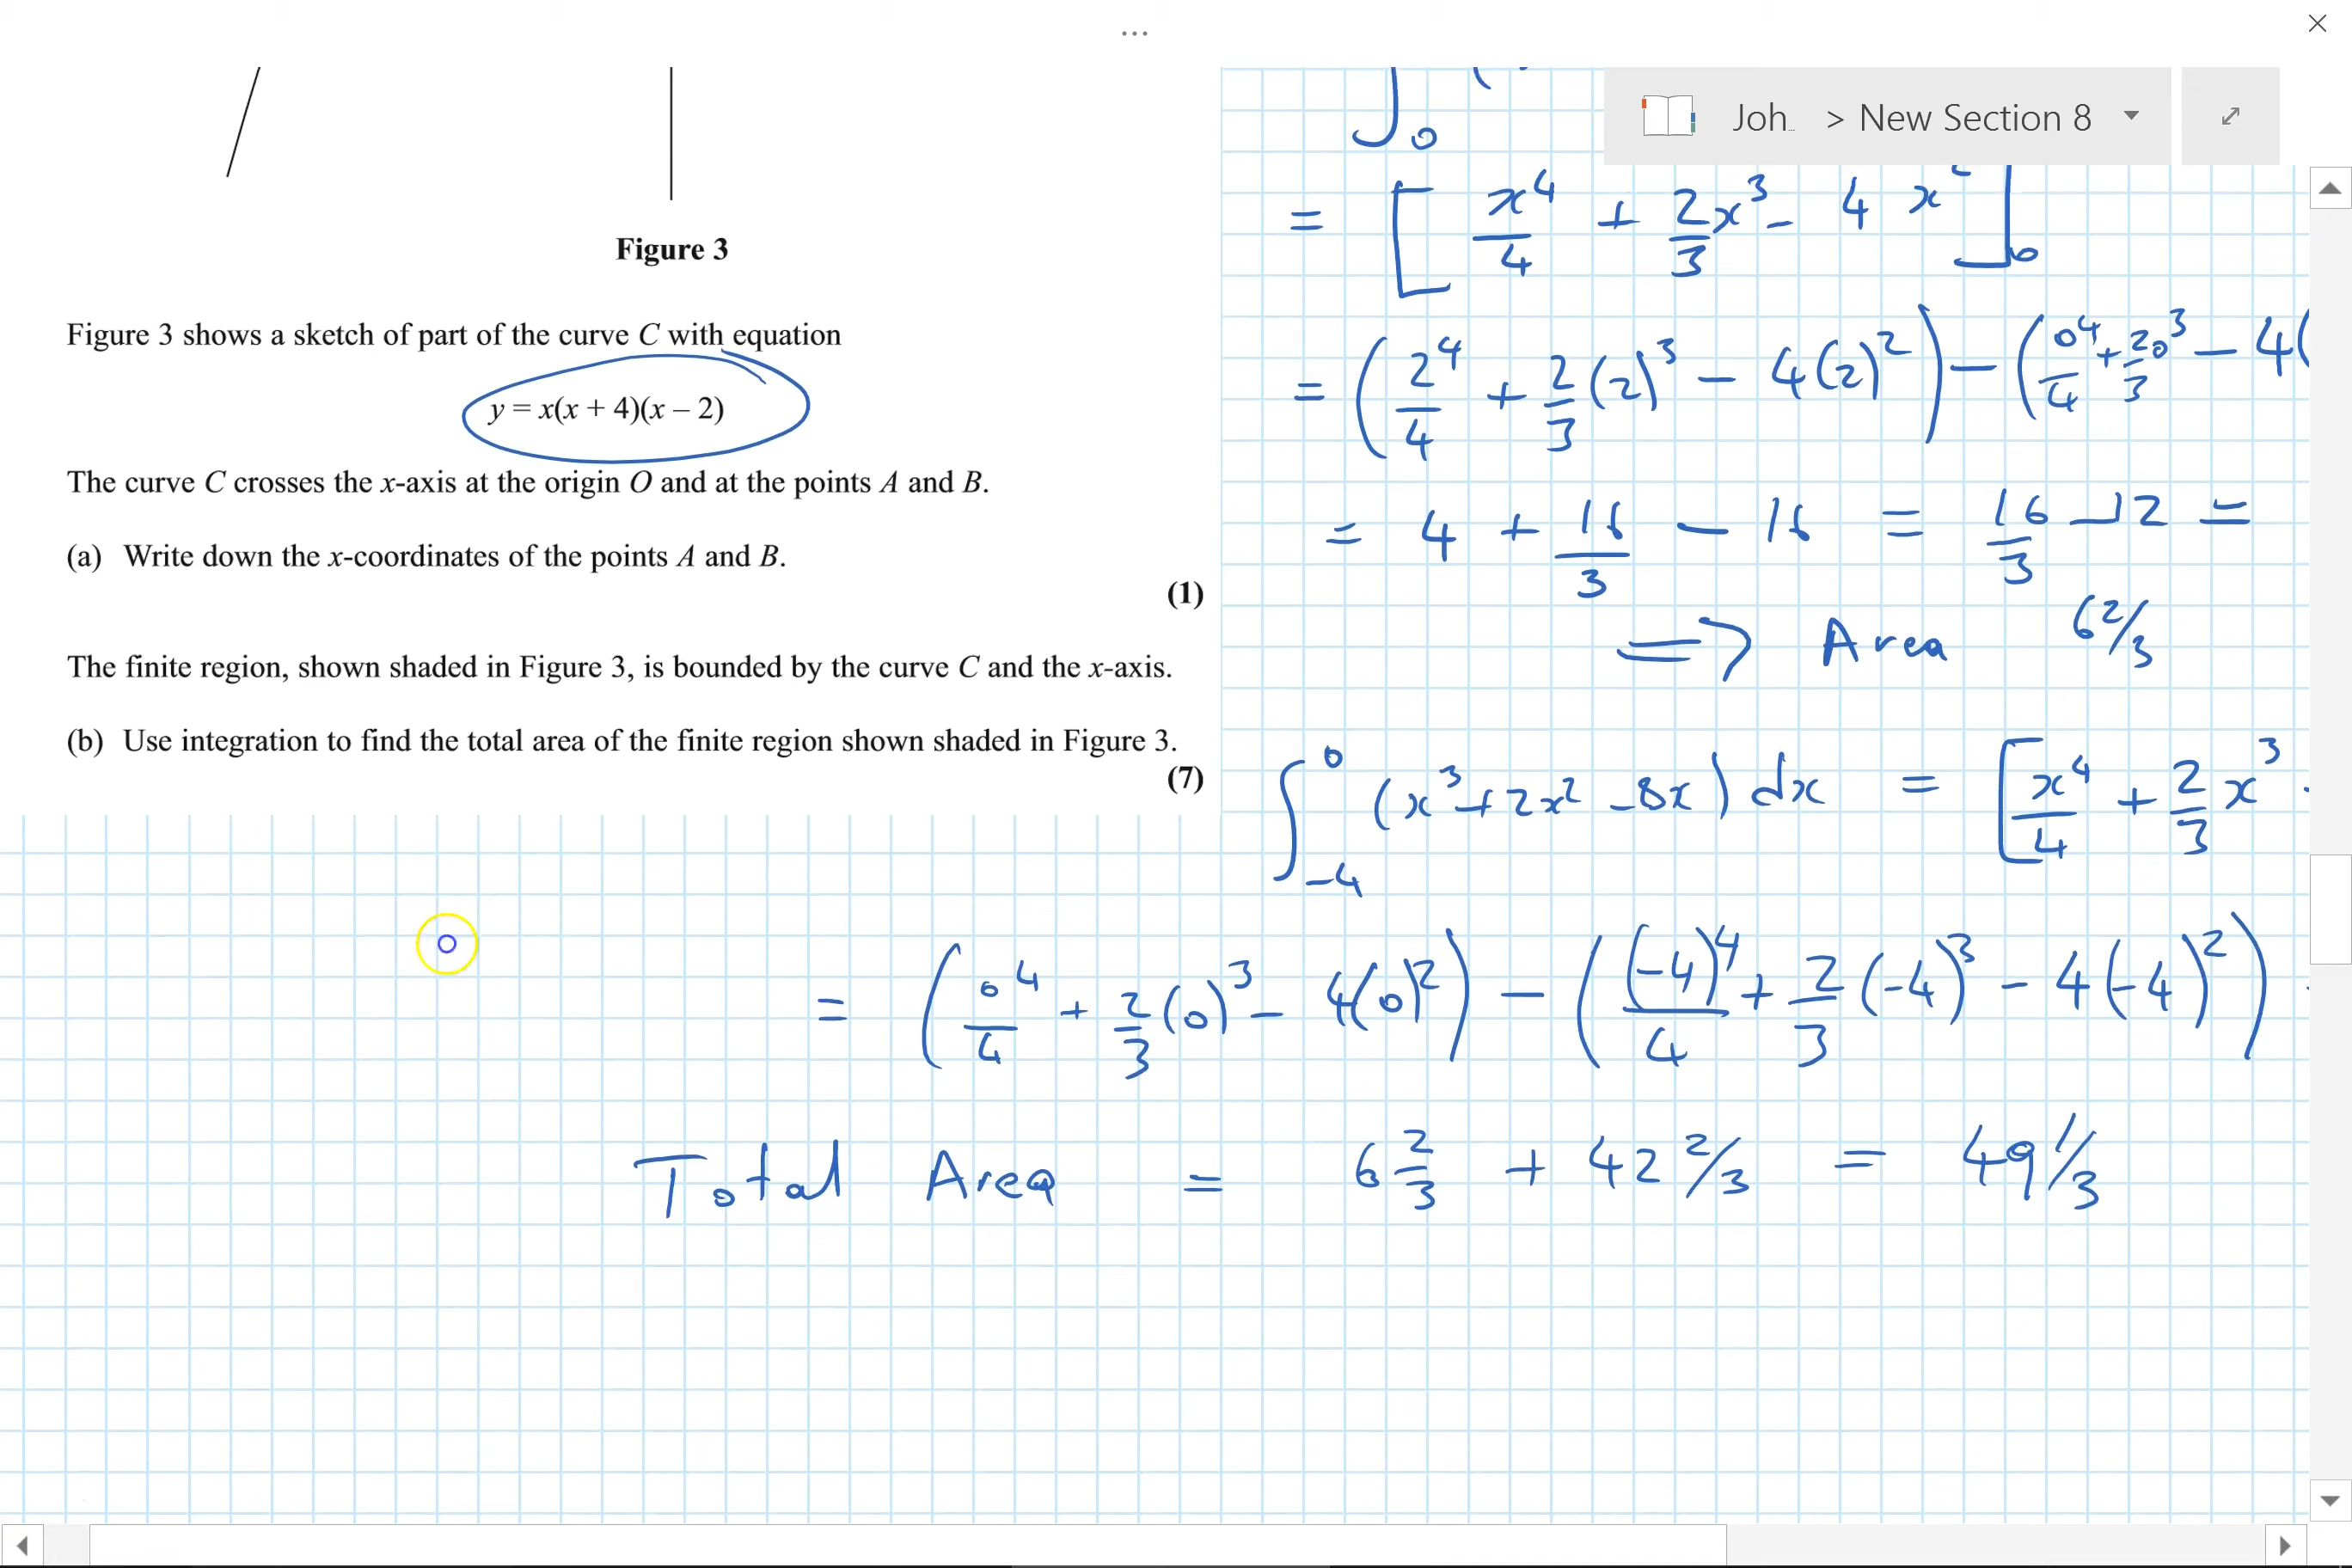 ...
Joh... > New Section 8
Figure 3
Figure 3 shows a sketch of part of the curve C with equation
y = x(x + 4)(x – 2)
The curve C crosses the x-axis at the origin O and at the points A and B.
(a) Write down the x-coordinates of the points A and B.
(1)
The finite region, shown shaded in Figure 3, is bounded by the curve C and the x-axis.
(b) Use integration to find the total area of the finite region shown shaded in Figure 3.
(7)
∫₀ (
= [x⁴/4 + 2/3 x³ – 4x²]₀
= (2⁴/4 + 2/3 (2)³ – 4(2)²) – (0⁴/4 + 2/3 0³ – 4(
= 4 + 16/3 – 16 = 16/3 – 12 =
=> Area 6 2/3
∫₋₄⁰ (x³ + 2x² – 8x) dx = [x⁴/4 + 2/3 x³
= (0⁴/4 + 2/3 (0)³ – 4(0)²) – ((-4)⁴/4 + 2/3 (-4)³ – 4(-4)²)
Total Area = 6 2/3 + 42 2/3 = 49 1/3